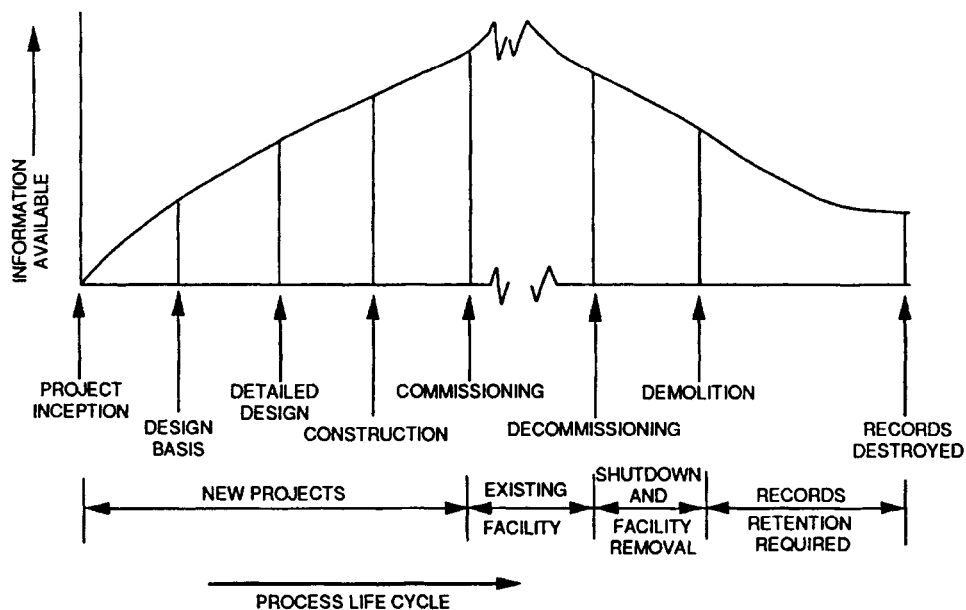 INFORMATION
AVAILABLE
PROJECT
INCEPTION
DESIGN
BASIS
DETAILED
DESIGN
CONSTRUCTION
COMMISSIONING
DECOMMISSIONING
DEMOLITION
RECORDS
DESTROYED
NEW PROJECTS
EXISTING
FACILITY
SHUTDOWN
AND
FACILITY
REMOVAL
RECORDS
RETENTION
REQUIRED
PROCESS LIFE CYCLE